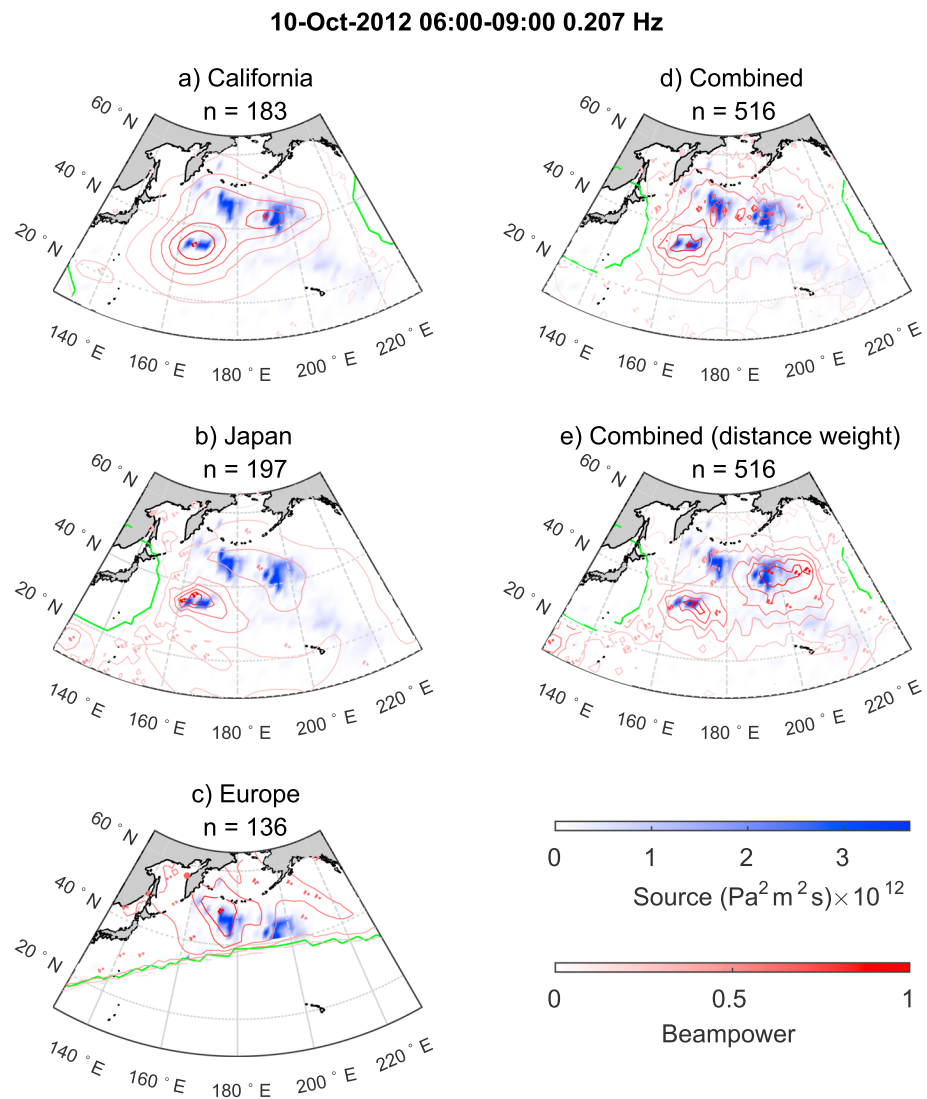 10-Oct-2012 06:00-09:00 0.207 Hz
a) California
n = 183
60 ° N
40 ° N
20 ° N
140 ° E
160 ° E
180 ° E
200 ° E
220 ° E
d) Combined
n = 516
60 ° N
40 ° N
20 ° N
140 ° E
160 ° E
180 ° E
200 ° E
220 ° E
b) Japan
n = 197
60 ° N
40 ° N
20 ° N
140 ° E
160 ° E
180 ° E
200 ° E
220 ° E
e) Combined (distance weight)
n = 516
60 ° N
40 ° N
20 ° N
140 ° E
160 ° E
180 ° E
200 ° E
220 ° E
c) Europe
n = 136
60 ° N
40 ° N
20 ° N
140 ° E
160 ° E
180 ° E
200 ° E
220 ° E
0 1 2 3
Source (Pa² m² s)×10¹²
0 0.5 1
Beampower